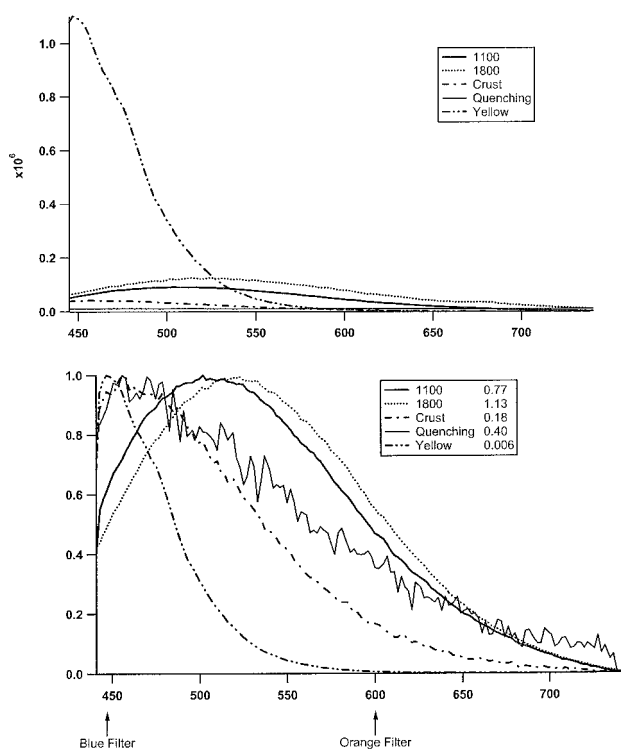 1.0
0.8
0.6
0.4
0.2
0.0
x10⁶
450 500 550 600 650 700
1100
1800
Crust
Quenching
Yellow
1.0
0.8
0.6
0.4
0.2
0.0
450 500 550 600 650 700
1100 0.77
1800 1.13
Crust 0.18
Quenching 0.40
Yellow 0.006
Blue Filter
Orange Filter